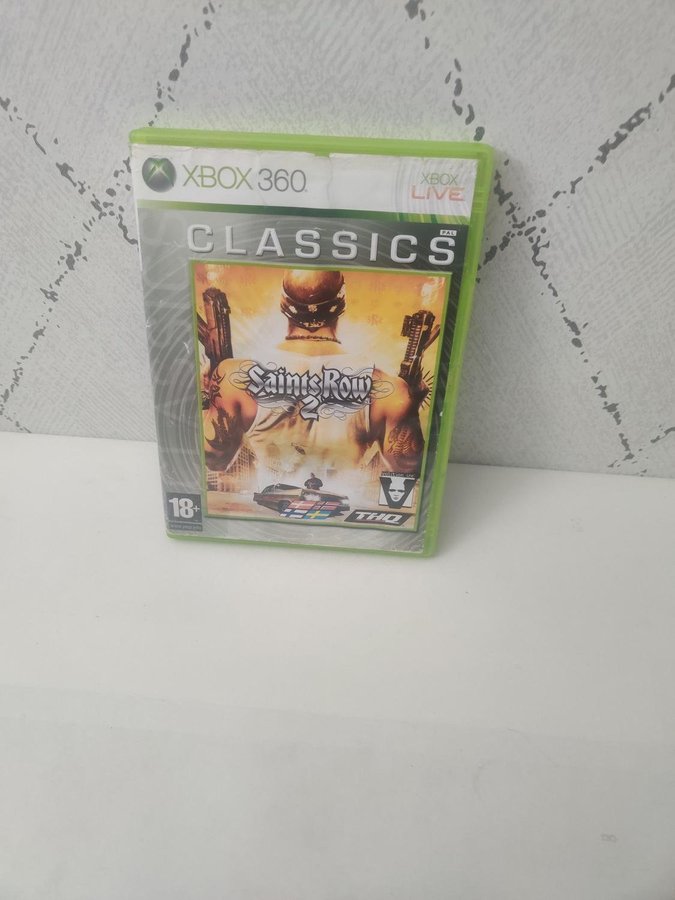 XBOX 360
XBOX
LIVE
PAL
CLASSICS
Saints Row
2
18+
THQ